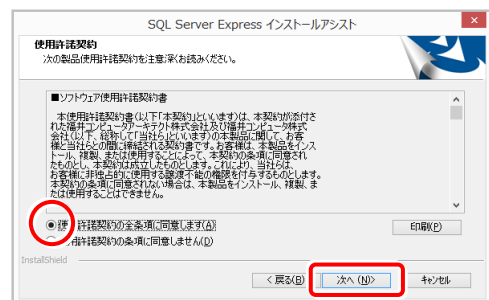 SQL Server Express インストールアシスト
使用許諾契約
次の製品使用許諾契約を注意深くお読みください。
■ソフトウェア使用許諾契約書
本使用許諾契約書(以下「本契約」といいます)は、本契約が添付さ
れた福井コンピュータアーキテクト株式会社及び福井コンピュータ株式
会社(以下、総称して「当社ら」といいます)の本製品に関して、お客
様と当社らとの間に締結される契約書です。お客様は、本製品をインス
トール、複製、または使用することによって、本契約の条項に同意され
たものとし、本契約は成立したものとします。これにより、当社らは、
お客様に非独占的に使用する譲渡不能の権限を付与するものとします。
本契約の条項に同意されない場合は、本製品をインストール、複製、ま
たは使用することはできません。
使 許諾契約の全条項に同意します(A)
用許諾契約の条項に同意しません(D)
印刷(P)
InstallShield
< 戻る(B)
次へ (N)>
キャンセル